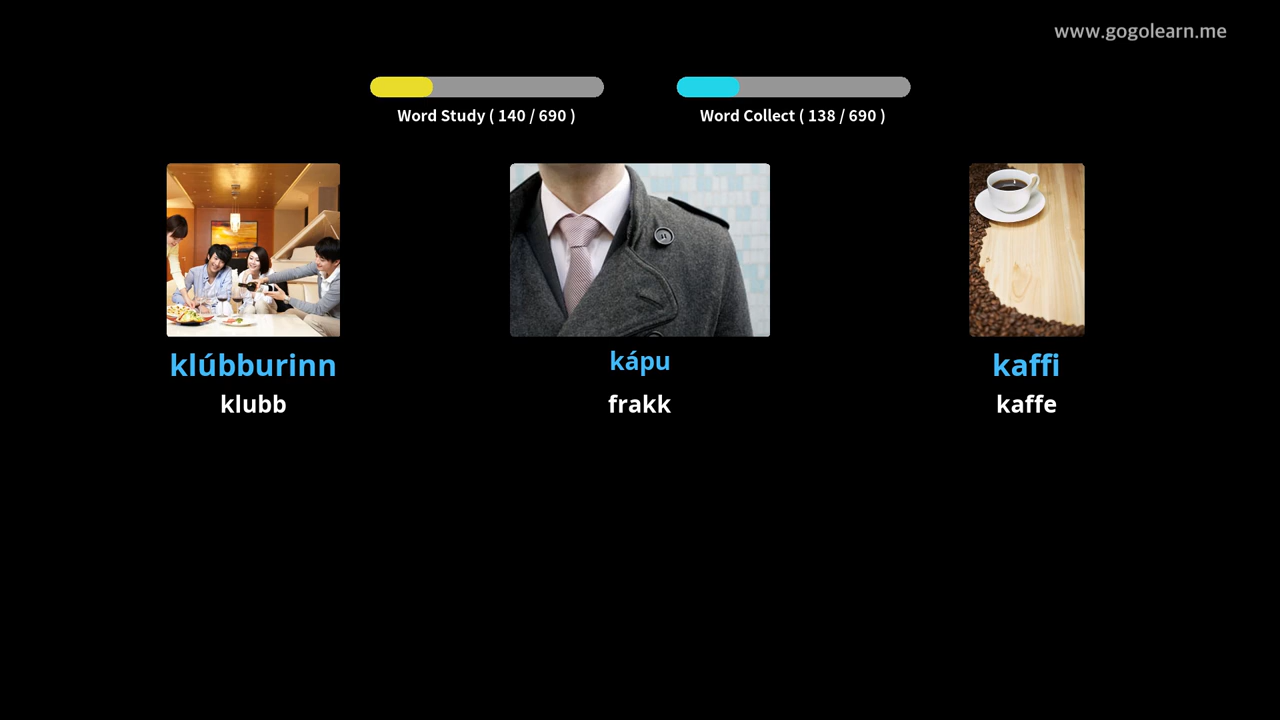 www.gogolearn.me
Word Study ( 140 / 690 )
Word Collect ( 138 / 690 )
klúbburinn
kápu
kaffi
klubb
frakk
kaffe